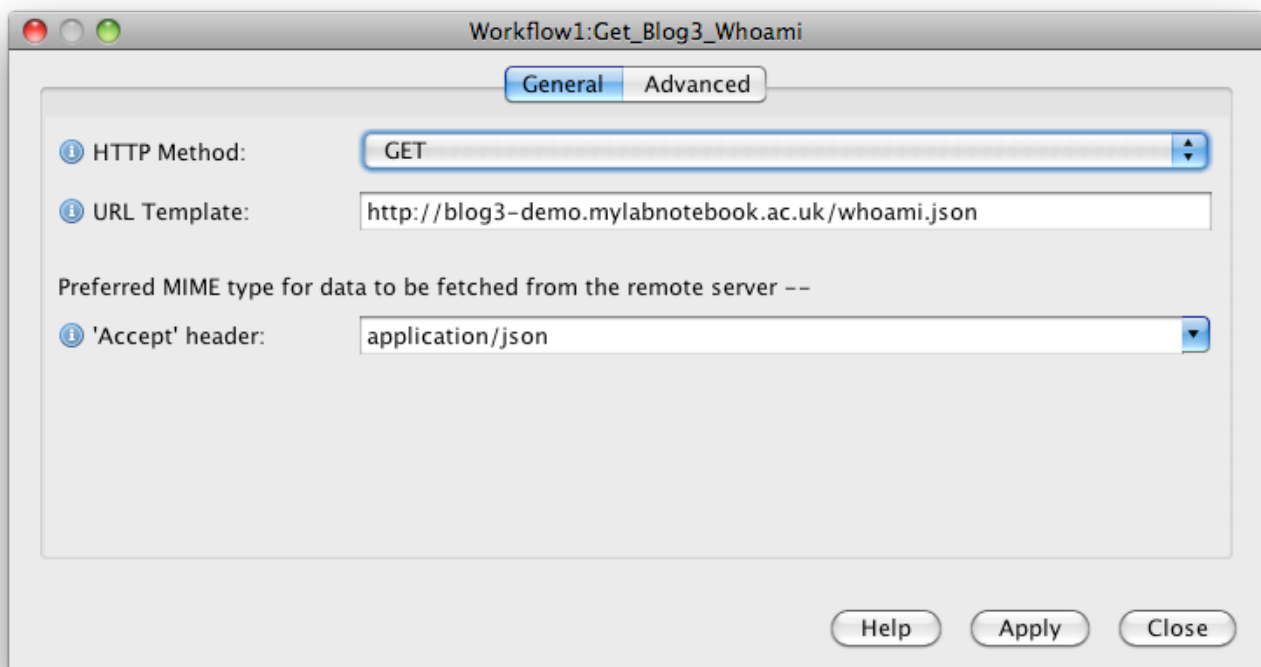 Workflow1:Get_Blog3_Whoami
General Advanced
HTTP Method: GET
URL Template: http://blog3-demo.mylabnotebook.ac.uk/whoami.json
Preferred MIME type for data to be fetched from the remote server --
'Accept' header: application/json
Help Apply Close